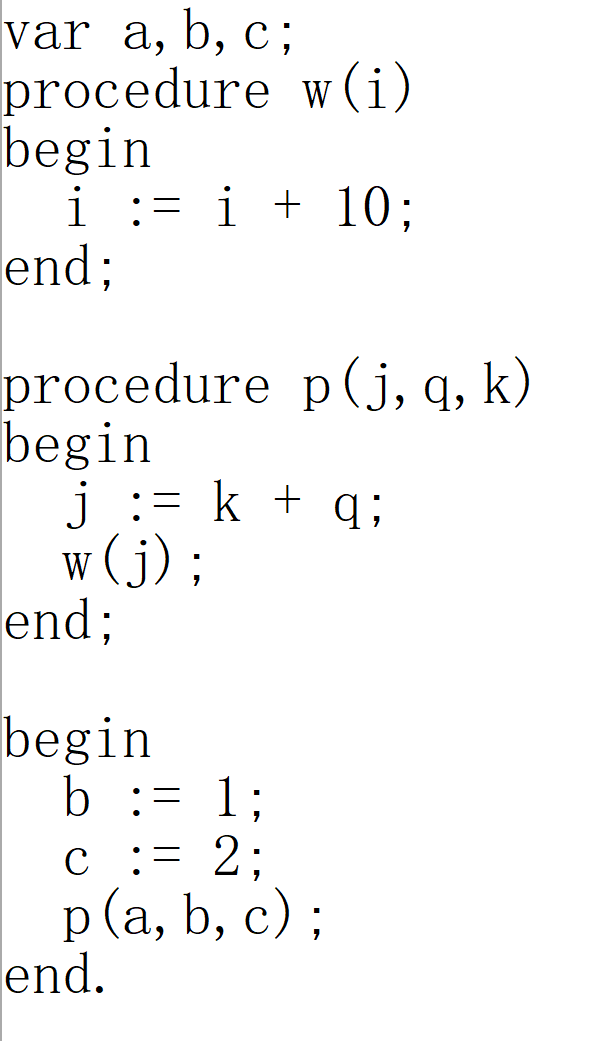 var a,b,c;
procedure w(i)
begin
  i := i + 10;
end;

procedure p(j,q,k)
begin
  j := k + q;
  w(j);
end;

begin
  b := 1;
  c := 2;
  p(a,b,c);
end.